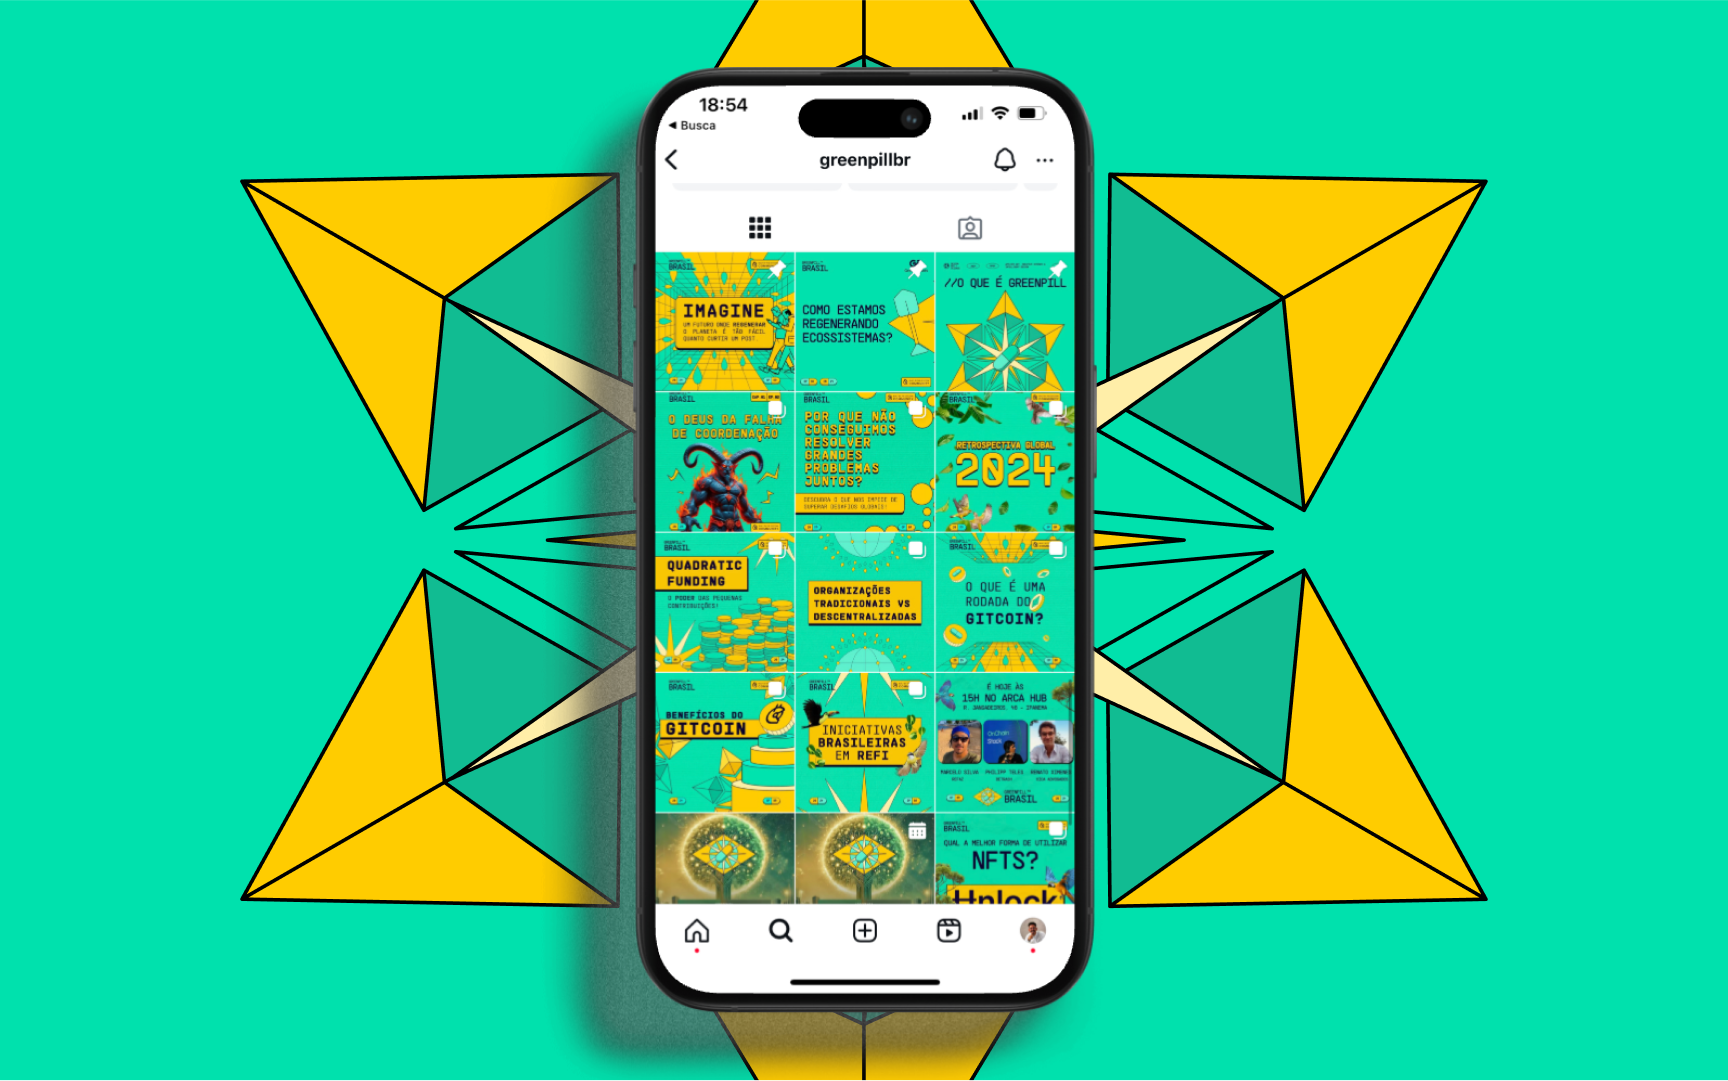 18:54
◀ Busca
greenpillbr
BRASIL
IMAGINE
UM FUTURO ONDE REGENERAR
O PLANETA É TÃO FÁCIL
QUANTO CURTIR UM POST.
BRASIL
COMO ESTAMOS
REGENERANDO
ECOSSISTEMAS?
//O QUE É GREENPILL
BRASIL
O DEUS DA FALHA
DE COORDENAÇÃO
BRASIL
POR QUE NÃO
CONSEGUIMOS
RESOLVER
GRANDES
PROBLEMAS
JUNTOS?
DESCUBRA O QUE NOS IMPEDE DE
SUPERAR DESAFIOS GLOBAIS!
BRASIL
RETROSPECTIVA GLOBAL
2024
BRASIL
QUADRATIC
FUNDING
O PODER DAS PEQUENAS
CONTRIBUIÇÕES!
ORGANIZAÇÕES
TRADICIONAIS VS
DESCENTRALIZADAS
BRASIL
O QUE É UMA
RODADA DO
GITCOIN?
BRASIL
BENEFÍCIOS DO
GITCOIN
BRASIL
INICIATIVAS
BRASILEIRAS
EM REFI
É HOJE ÀS
15H NO ARCA HUB
BRASIL
BRASIL
QUAL A MELHOR FORMA DE UTILIZAR
NFTS?
Unlock